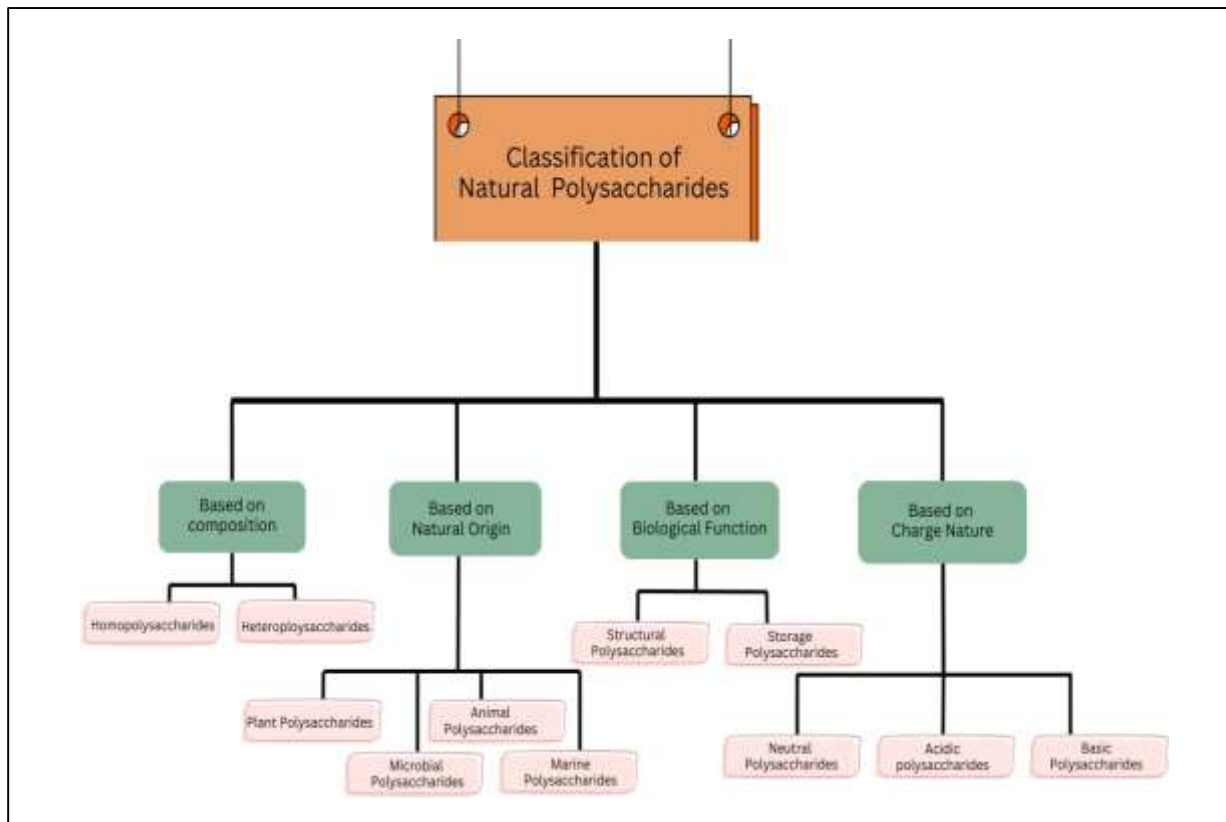 Classification of
Natural Polysaccharides
Based on
composition
Based on
Natural Origin
Based on
Biological Function
Based on
Charge Nature
Homopolysaccharides
Heteroploysaccharides
Structural
Polysaccharides
Storage
Polysaccharides
Plant Polysaccharides
Animal
Polysaccharides
Microbial
Polysaccharides
Marine
Polysaccharides
Neutral
Polysaccharides
Acidic
polysaccharides
Basic
Polysaccharides